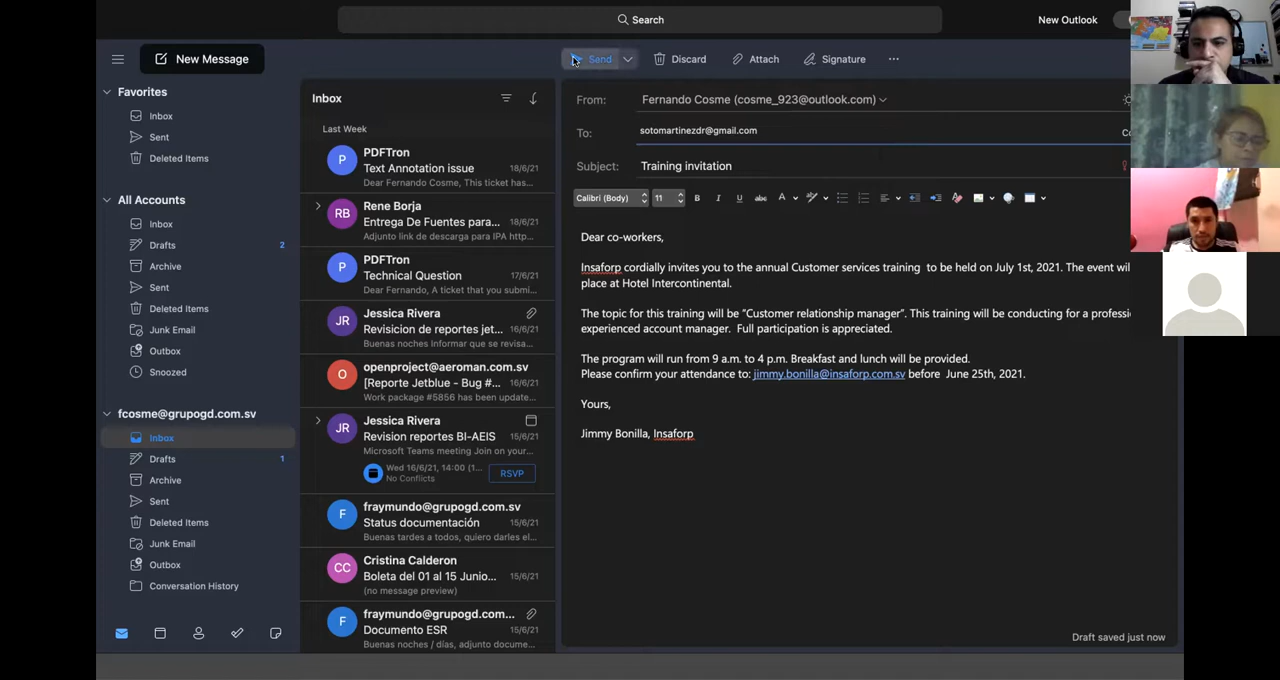 Search
New Outlook
New Message
Send
Discard
Attach
Signature
Favorites
Inbox
Sent
Deleted Items
All Accounts
Inbox
Drafts 2
Archive
Sent
Deleted Items
Junk Email
Outbox
Snoozed
fcosme@grupogd.com.sv
Inbox
Drafts 1
Archive
Sent
Deleted Items
Junk Email
Outbox
Conversation History
Inbox
Last Week
P
PDFTron
Text Annotation issue 18/6/21
Dear Fernando Cosme, This ticket has...
RB
Rene Borja
Entrega De Fuentes para... 18/6/21
Adjunto link de descarga para IPA http...
P
PDFTron
Technical Question 17/6/21
Dear Fernando, A ticket that you submi...
JR
Jessica Rivera
Revisicion de reportes jet... 15/6/21
Buenas noches Informar que se revisa...
O
openproject@aeroman.com.sv
[Reporte Jetblue - Bug #... 15/6/21
Work package #5856 has been update...
JR
Jessica Rivera
Revision reportes BI-AEIS 15/6/21
Microsoft Teams meeting Join on your...
Wed 16/6/21, 14:00 (1...
No Conflicts
RSVP
F
fraymundo@grupogd.com.sv
Status documentación 15/6/21
Buenas tardes a todos, quiero darles el...
CC
Cristina Calderon
Boleta del 01 al 15 Junio... 15/6/21
(no message preview)
F
fraymundo@grupogd.com...
Documento ESR 15/6/21
Buenas noches / días, adjunto docume...
From: Fernando Cosme (cosme_923@outlook.com)
To: sotomartinezdr@gmail.com Cc
Subject: Training invitation
Calibri (Body) 11 B I U abc A
Dear co-workers,
Insaforp cordially invites you to the annual Customer services training to be held on July 1st, 2021. The event wil
place at Hotel Intercontinental.
The topic for this training will be “Customer relationship manager”. This training will be conducting for a professio
experienced account manager. Full participation is appreciated.
The program will run from 9 a.m. to 4 p.m. Breakfast and lunch will be provided.
Please confirm your attendance to: jimmy.bonilla@insaforp.com.sv before June 25th, 2021.
Yours,
Jimmy Bonilla, Insaforp
Draft saved just now